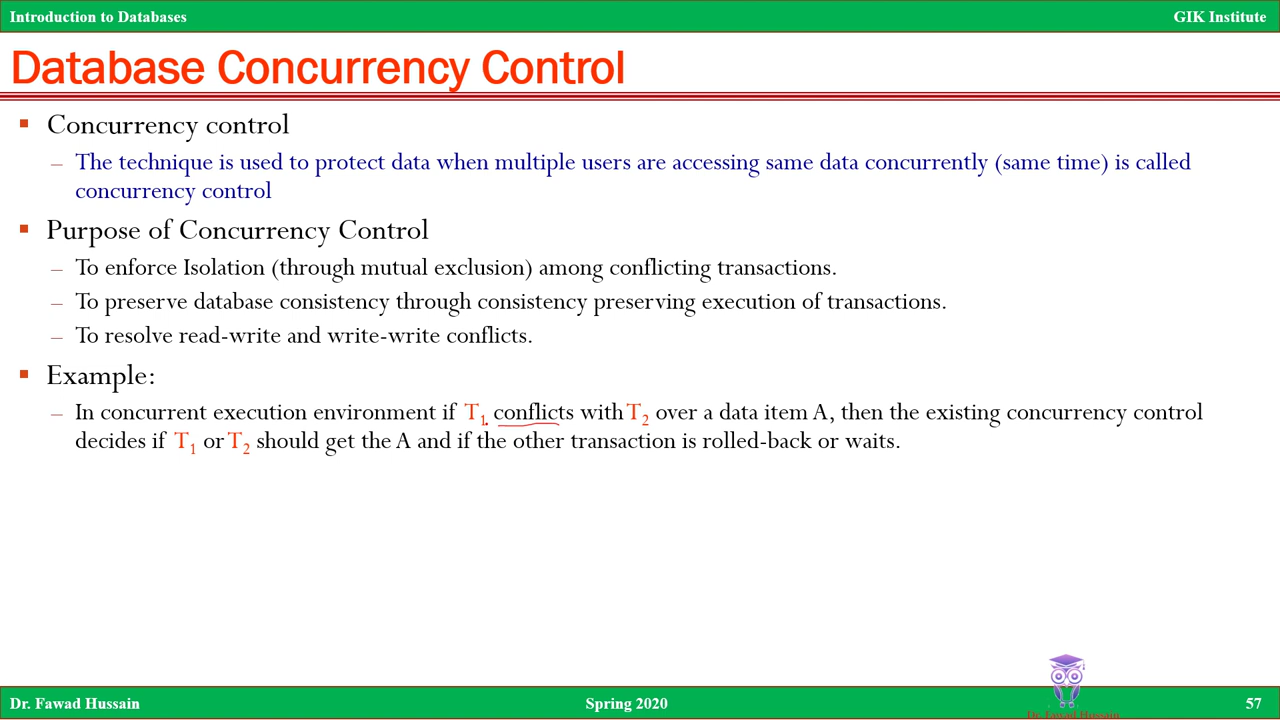 Introduction to Databases
GIK Institute
Database Concurrency Control
▪ Concurrency control
– The technique is used to protect data when multiple users are accessing same data concurrently (same time) is called
concurrency control
▪ Purpose of Concurrency Control
– To enforce Isolation (through mutual exclusion) among conflicting transactions.
– To preserve database consistency through consistency preserving execution of transactions.
– To resolve read-write and write-write conflicts.
▪ Example:
– In concurrent execution environment if T1 conflicts with T2 over a data item A, then the existing concurrency control
decides if T1 or T2 should get the A and if the other transaction is rolled-back or waits.
Dr. Fawad Hussain
Dr. Fawad Hussain
Spring 2020
57